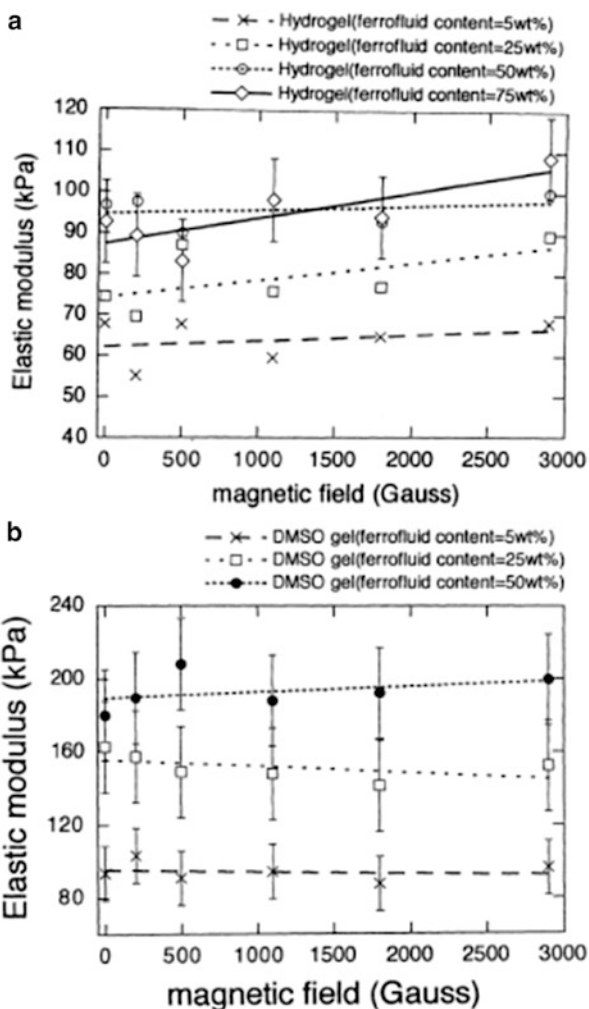 a
Hydrogel(ferrofluid content=5wt%)
Hydrogel(ferrofluid content=25wt%)
Hydrogel(ferrofluid content=50wt%)
Hydrogel(ferrofluid content=75wt%)
120
110
100
90
80
70
60
50
40
Elastic modulus (kPa)
0 500 1000 1500 2000 2500 3000
magnetic field (Gauss)
b
DMSO gel(ferrofluid content=5wt%)
DMSO gel(ferrofluid content=25wt%)
DMSO gel(ferrofluid content=50wt%)
240
200
160
120
80
Elastic modulus (kPa)
0 500 1000 1500 2000 2500 3000
magnetic field (Gauss)